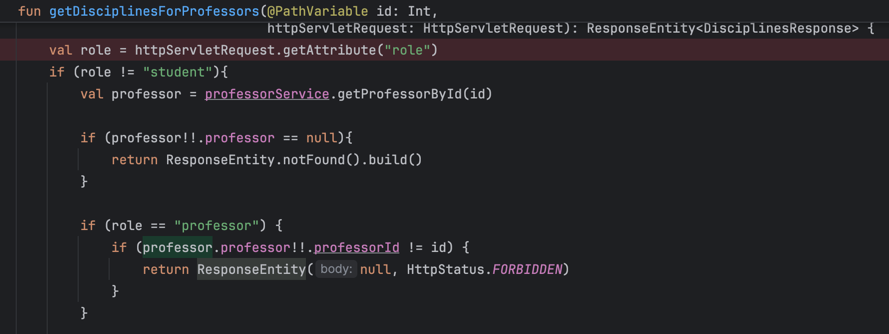 fun getDisciplinesForProfessors(@PathVariable id: Int,
httpServletRequest: HttpServletRequest): ResponseEntity<DisciplinesResponse> {
val role = httpServletRequest.getAttribute("role")
if (role != "student"){
val professor = professorService.getProfessorById(id)
if (professor!!.professor == null){
return ResponseEntity.notFound().build()
}
if (role == "professor") {
if (professor.professor!!.professorId != id) {
return ResponseEntity( body: null, HttpStatus.FORBIDDEN)
}
}